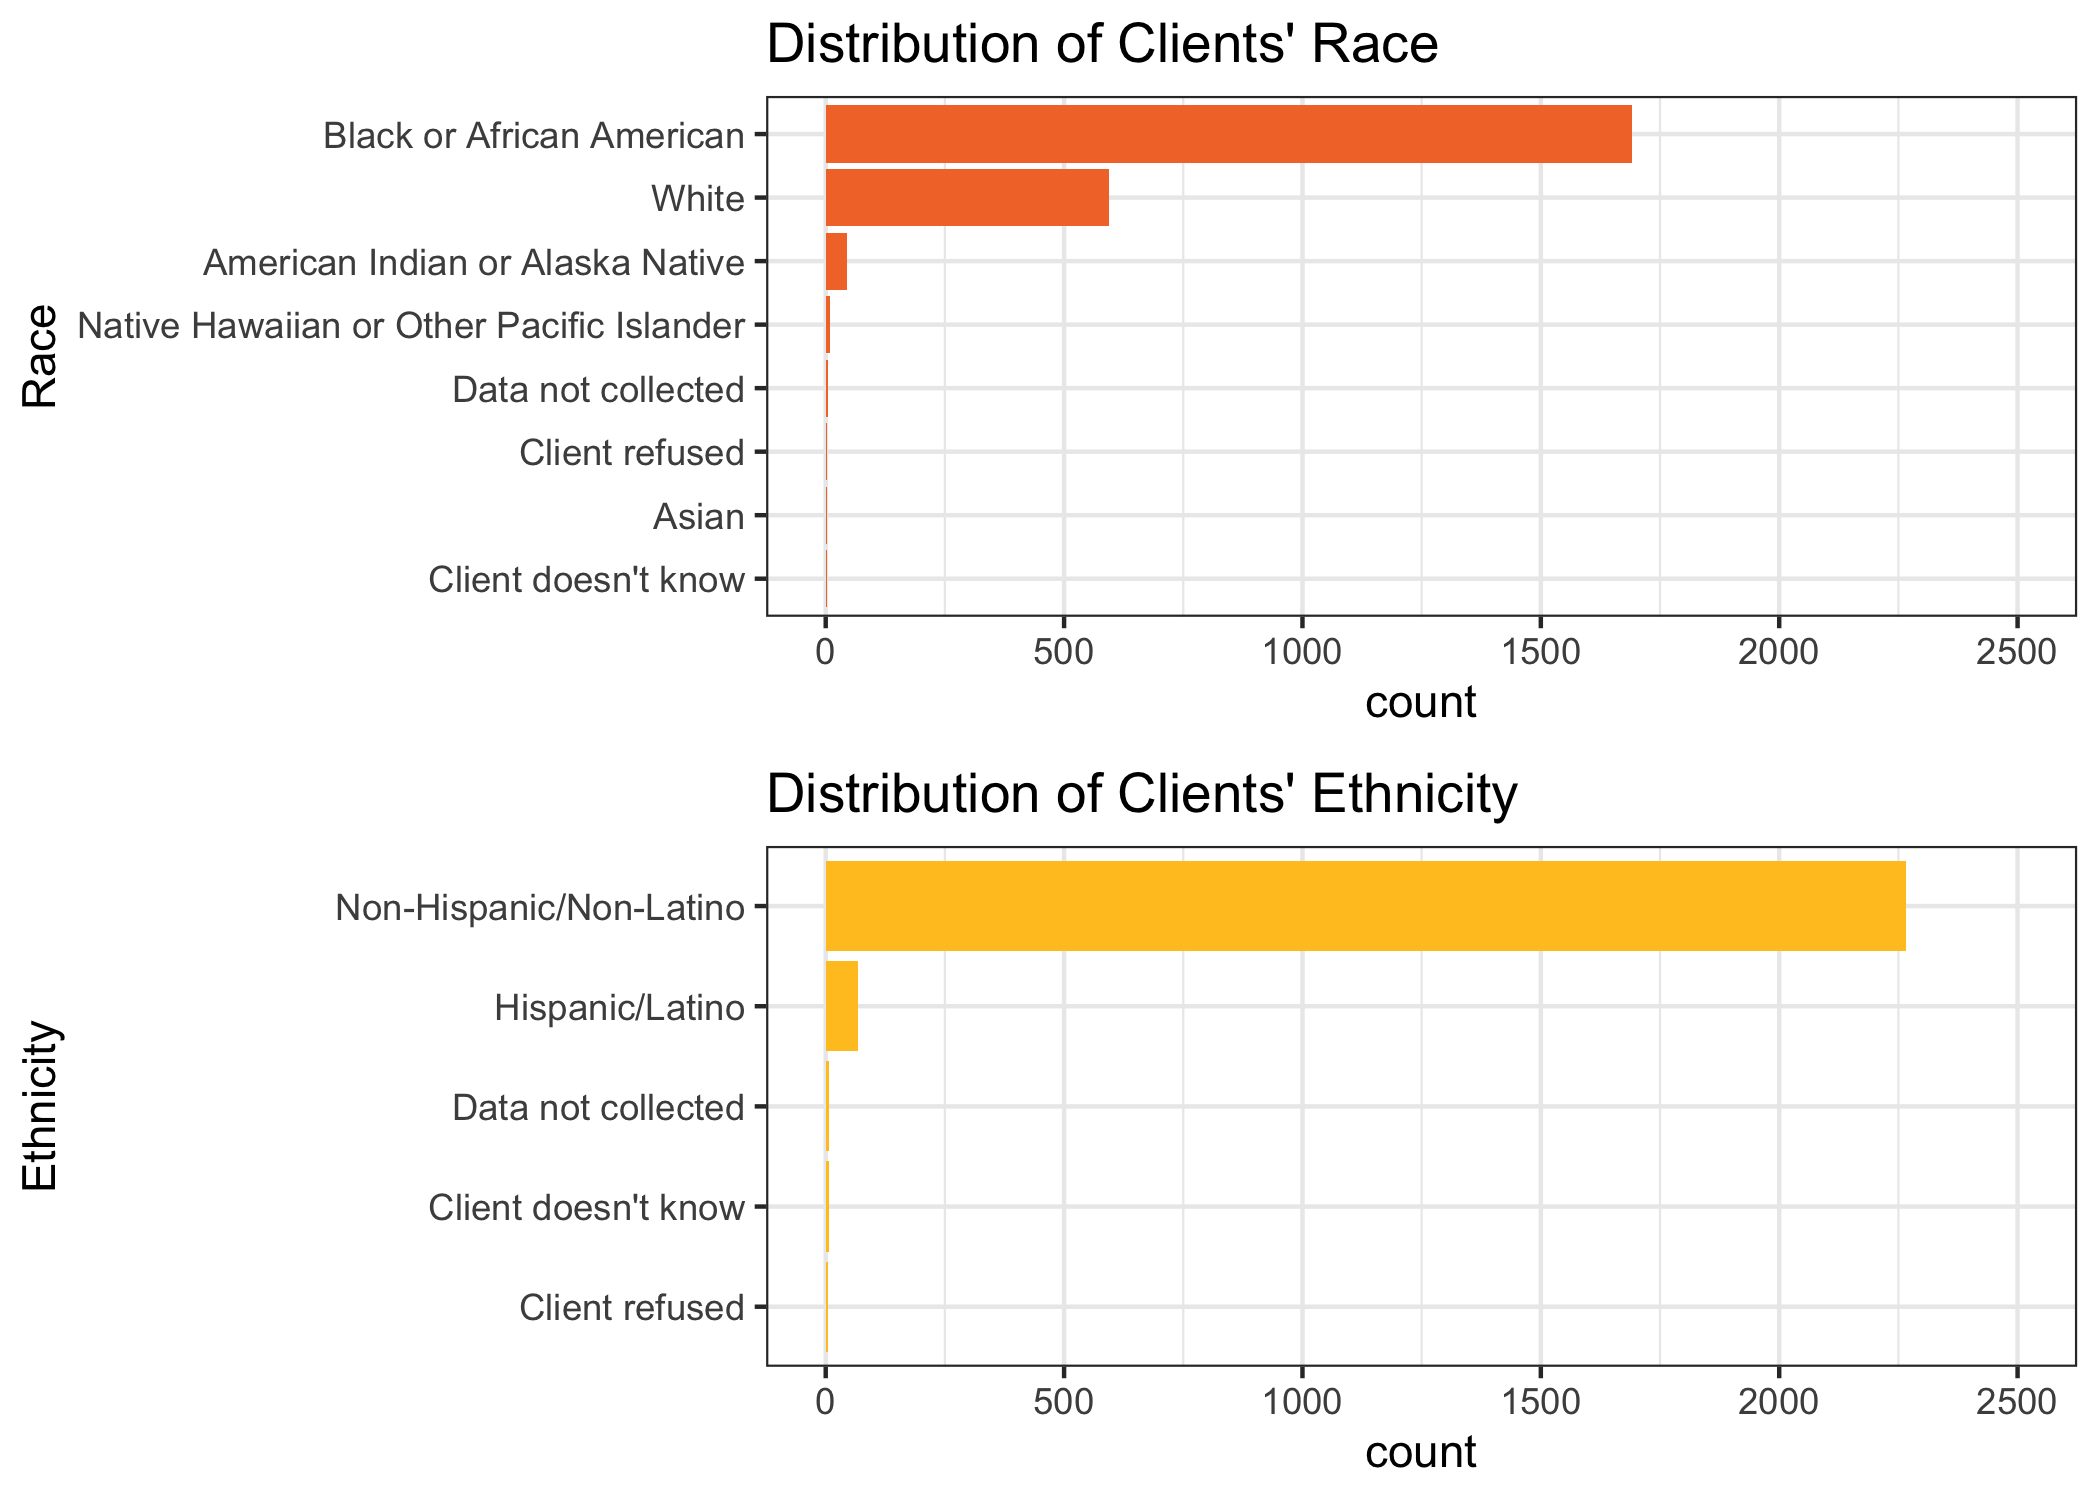 Distribution of Clients' Race
Race
Black or African American
White
American Indian or Alaska Native
Native Hawaiian or Other Pacific Islander
Data not collected
Client refused
Asian
Client doesn't know
0 500 1000 1500 2000 2500
count
Distribution of Clients' Ethnicity
Ethnicity
Non-Hispanic/Non-Latino
Hispanic/Latino
Data not collected
Client doesn't know
Client refused
0 500 1000 1500 2000 2500
count